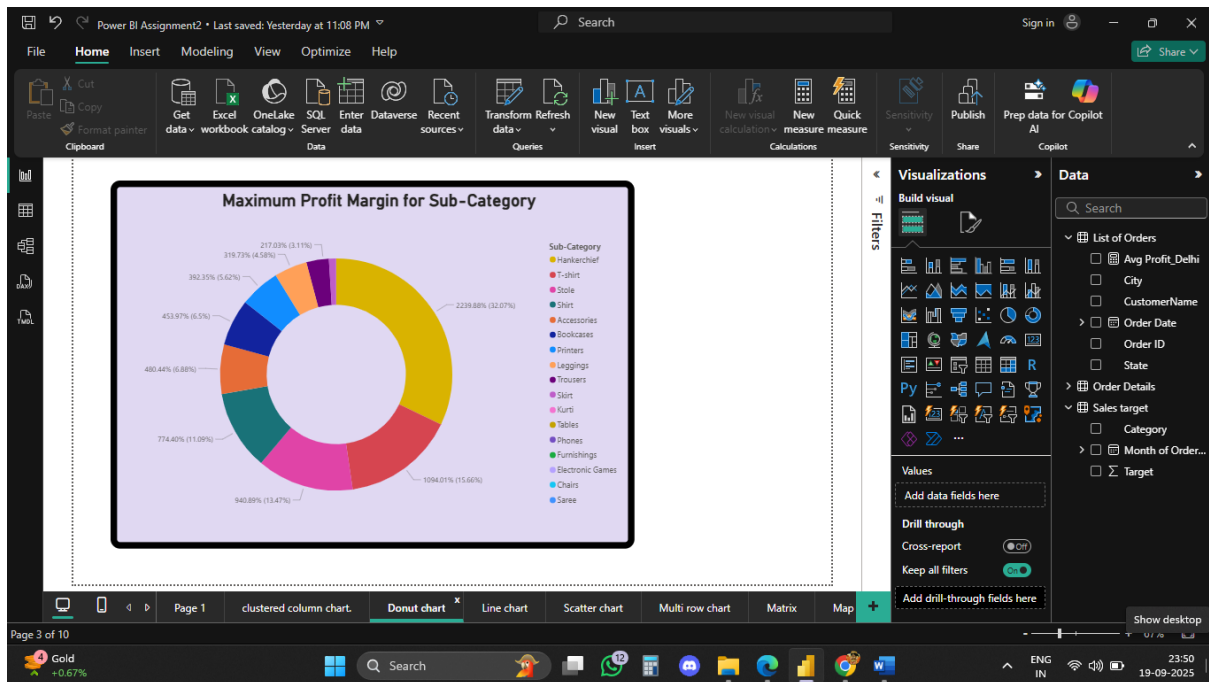 Power BI Assignment2 • Last saved: Yesterday at 11:08 PM
Search
Sign in
File Home Insert Modeling View Optimize Help
Share
Paste
Cut
Copy
Format painter
Clipboard
Get data
Excel workbook
OneLake catalog
SQL Server
Enter data
Dataverse
Recent sources
Data
Transform data
Refresh
Queries
New visual
Text box
More visuals
Insert
New visual calculation
New measure
Quick measure
Calculations
Sensitivity
Sensitivity
Publish
Share
Prep data for AI
Copilot
Copilot
Maximum Profit Margin for Sub-Category
217.03% (3.11%)
319.73% (4.58%)
392.35% (5.62%)
453.97% (6.5%)
480.44% (6.88%)
774.40% (11.09%)
940.89% (13.47%)
1094.01% (15.66%)
2239.88% (32.07%)
Sub-Category
Hankerchief
T-shirt
Stole
Shirt
Accessories
Bookcases
Printers
Leggings
Trousers
Skirt
Kurti
Tables
Phones
Furnishings
Electronic Games
Chairs
Saree
Filters
Visualizations
Build visual
123
R
Py
Values
Add data fields here
Drill through
Cross-report
Off
Keep all filters
On
Add drill-through fields here
Data
Search
List of Orders
Avg Profit_Delhi
City
CustomerName
Order Date
Order ID
State
Order Details
Sales target
Category
Month of Order...
Target
DAX
TMDL
Page 1
clustered column chart.
Donut chart
x
Line chart
Scatter chart
Multi row chart
Matrix
Map
+
Show desktop
Page 3 of 10
4
Gold
+0.67%
Search
12
ENG
IN
23:50
19-09-2025